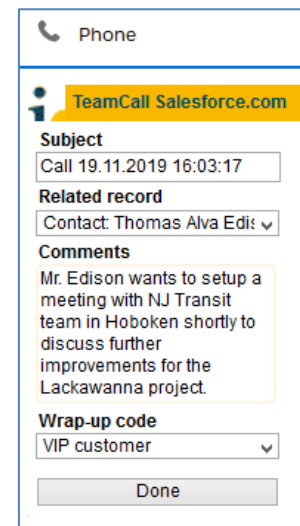 Phone
TeamCall Salesforce.com
Subject
Call 19.11.2019 16:03:17
Related record
Contact: Thomas Alva Edis
Comments
Mr. Edison wants to setup a
meeting with NJ Transit
team in Hoboken shortly to
discuss further
improvements for the
Lackawanna project.
Wrap-up code
VIP customer
Done